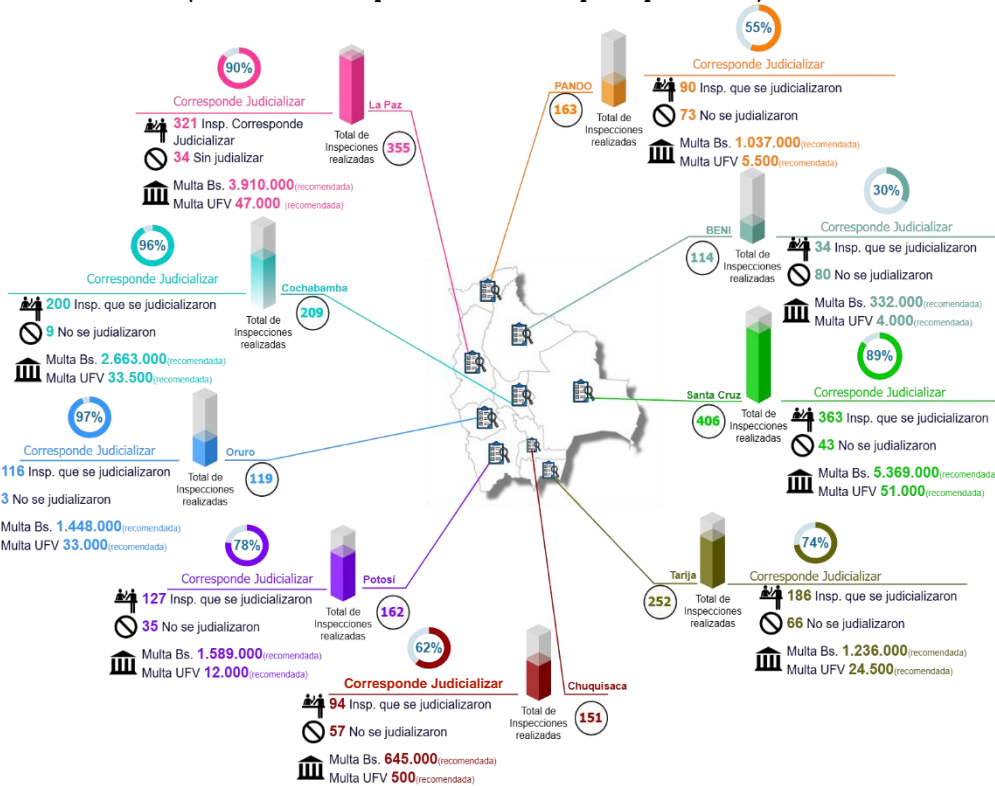 90%
Corresponde Judicializar
La Paz
321 Insp. Corresponde
Judicializar
34 Sin judializar
Multa Bs. 3.910.000(recomendada)
Multa UFV 47.000 (recomendada)
Total de
Inspecciones
realizadas
355
55%
Corresponde Judicializar
PANDO
163
Total de
Inspecciones
realizadas
90 Insp. que se judicializaron
73 No se judializaron
Multa Bs. 1.037.000(recomendada)
Multa UFV 5.500(recomendada)
96%
Corresponde Judicializar
Cochabamba
200 Insp. que se judicializaron
9 No se judializaron
Multa Bs. 2.663.000(recomendada)
Multa UFV 33.500(recomendada)
Total de
Inspecciones
realizadas
209
30%
Corresponde Judicializar
BENI
114
Total de
Inspecciones
realizadas
34 Insp. que se judicializaron
80 No se judializaron
Multa Bs. 332.000(recomendada)
Multa UFV 4.000(recomendada)
97%
Corresponde Judicializar
Oruro
116 Insp. que se judicializaron
3 No se judializaron
Multa Bs. 1.448.000(recomendada)
Multa UFV 33.000(recomendada)
Total de
Inspecciones
realizadas
119
89%
Corresponde Judicializar
Santa Cruz
406
Total de
Inspecciones
realizadas
363 Insp. que se judicializaron
43 No se judializaron
Multa Bs. 5.369.000(recomendada
Multa UFV 51.000(recomendada)
78%
Corresponde Judicializar
Potosí
127 Insp. que se judicializaron
35 No se judializaron
Multa Bs. 1.589.000(recomendada)
Multa UFV 12.000(recomendada)
Total de
Inspecciones
realizadas
162
74%
Corresponde Judicializar
Tarija
252
Total de
Inspecciones
realizadas
186 Insp. que se judicializaron
66 No se judializaron
Multa Bs. 1.236.000(recomendada)
Multa UFV 24.500(recomendada)
62%
Corresponde Judicializar
Chuquisaca
94 Insp. que se judicializaron
57 No se judializaron
Multa Bs. 645.000(recomendada)
Multa UFV 500(recomendada)
Total de
Inspecciones
realizadas
151